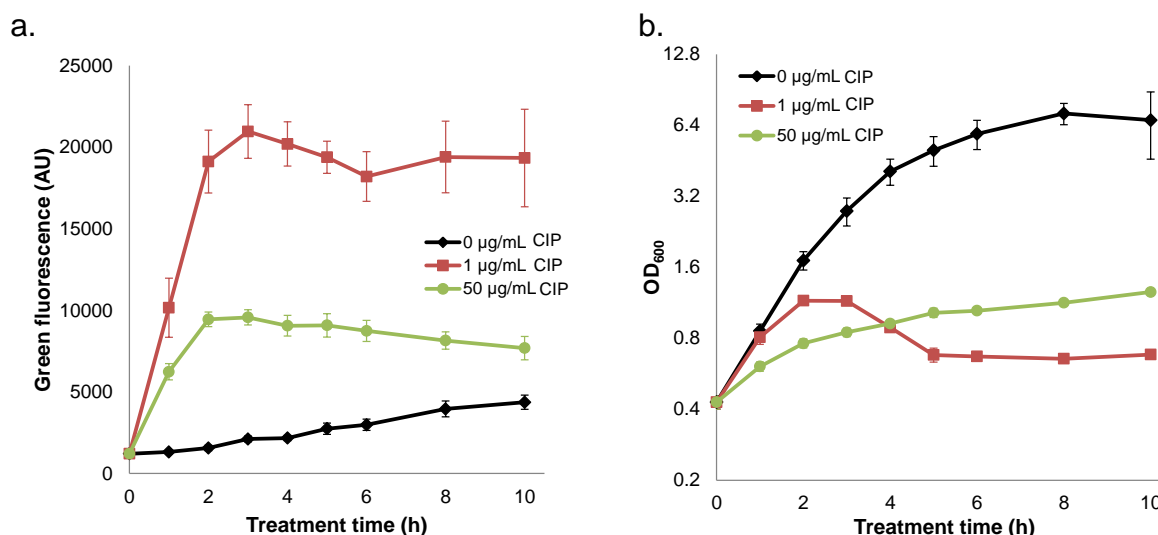 a.
25000
20000
15000
10000
5000
0
Green fluorescence (AU)
0 µg/mL CIP
1 µg/mL CIP
50 µg/mL CIP
0 2 4 6 8 10
Treatment time (h)
b.
12.8
6.4
3.2
1.6
0.8
0.4
0.2
OD600
0 µg/mL CIP
1 µg/mL CIP
50 µg/mL CIP
0 2 4 6 8 10
Treatment time (h)